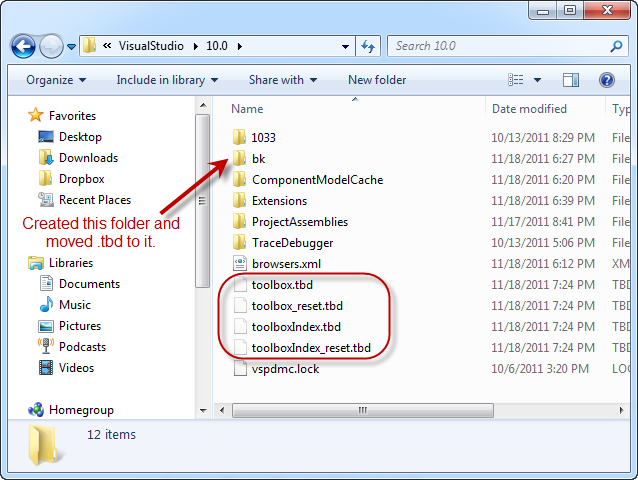 « VisualStudio ▸ 10.0 ▸
Search 10.0
Organize Include in library Share with New folder
Name Date modified Typ
Favorites
Desktop
Downloads
Dropbox
Recent Places
Created this folder and
moved .tbd to it.
Libraries
Documents
Music
Pictures
Podcasts
Videos
Homegroup
1033 10/13/2011 8:29 PM File
bk 11/18/2011 6:27 PM File
ComponentModelCache 11/18/2011 6:20 PM File
Extensions 11/18/2011 6:39 PM File
ProjectAssemblies 11/17/2011 8:41 PM File
TraceDebugger 10/13/2011 5:06 PM File
browsers.xml 11/18/2011 6:12 PM XM
toolbox.tbd 11/18/2011 7:24 PM TBD
toolbox_reset.tbd 11/18/2011 7:24 PM TBD
toolboxIndex.tbd 11/18/2011 7:24 PM TBD
toolboxIndex_reset.tbd 11/18/2011 7:24 PM TBD
vspdmc.lock 10/6/2011 3:20 PM LOC
12 items